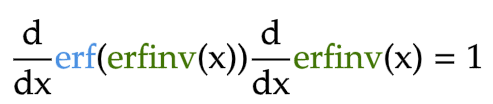 d/dx erf(erfinv(x)) d/dx erfinv(x) = 1